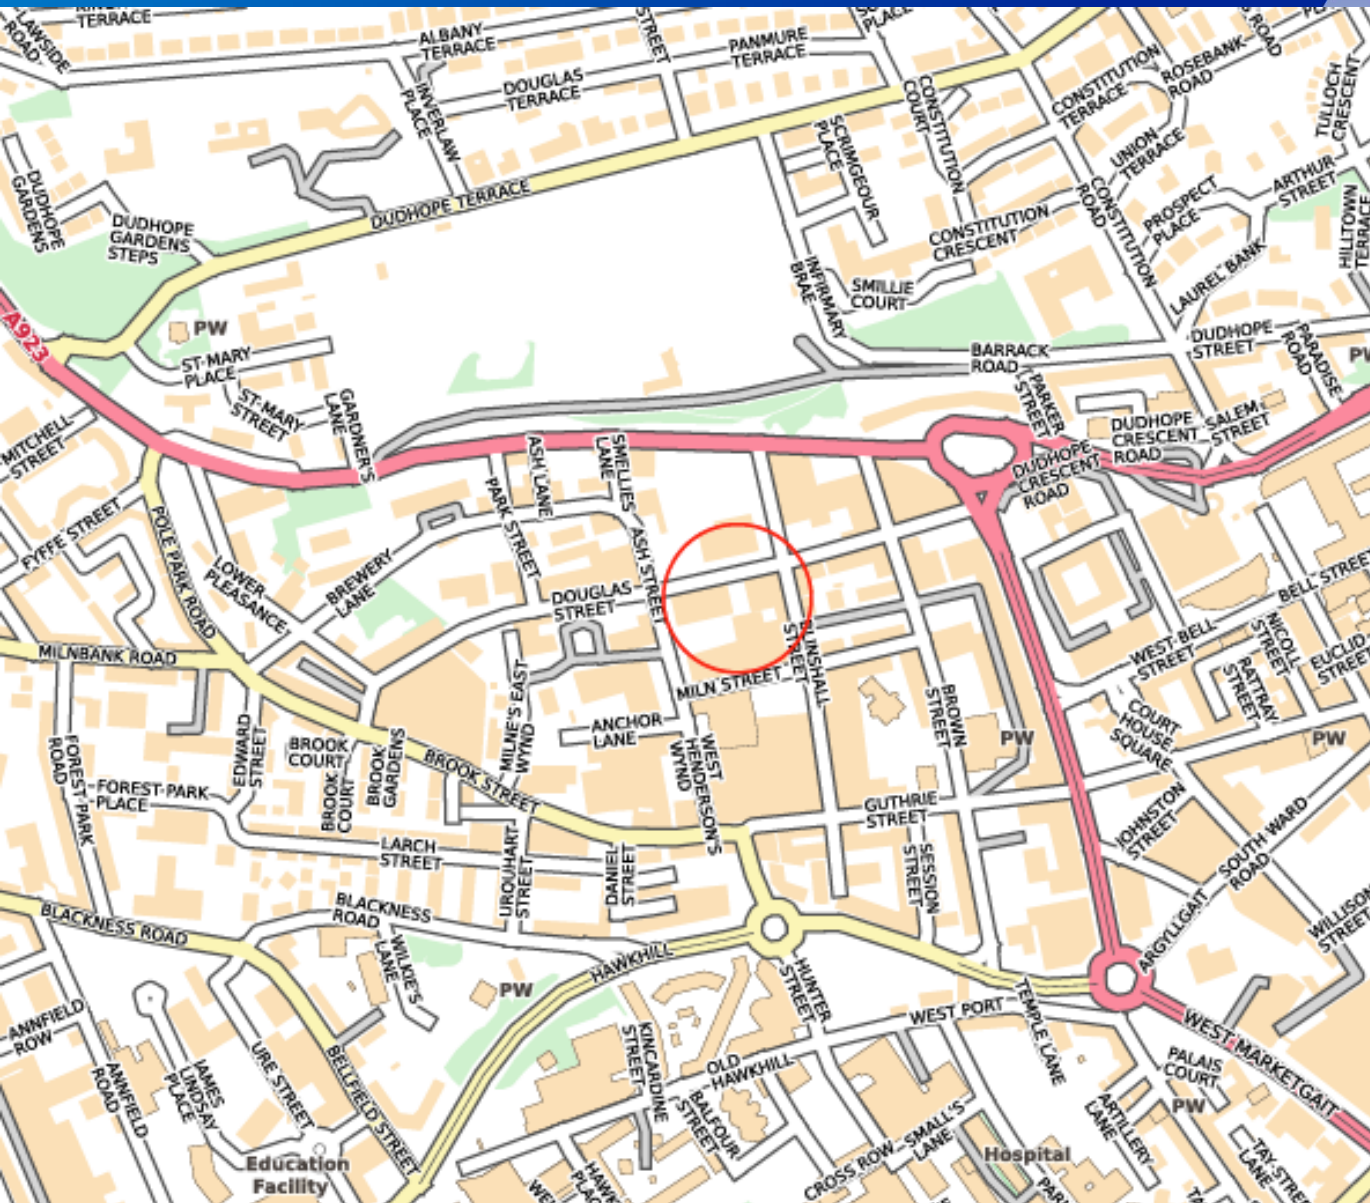 TERRACE
LAWSIDE
ROAD
ALBANY
TERRACE
STREET
PANMURE
TERRACE
PLACE
ROAD
DOUGLAS
TERRACE
INVERLAW
PLACE
CONSTITUTION
COURT
CONSTITUTION
TERRACE
ROSEBANK
ROAD
TULLOCH
CRESCENT
SCRIMGEOUR
PLACE
UNION
TERRACE
DUDHOPE
GARDENS
DUDHOPE TERRACE
DUDHOPE
GARDENS
STEPS
CONSTITUTION
CRESCENT
CONSTITUTION
ROAD
PROSPECT
PLACE
ARTHUR
STREET
HILLTOWN
TERRACE
INFIRMARY
BRAE
SMILLIE
COURT
LAUREL BANK
A923
PW
ST MARY
PLACE
BARRACK
ROAD
DUDHOPE
STREET
PARADISE
ROAD
ST MARY
STREET
GARDNER'S
LANE
PARKER
STREET
MITCHELL
STREET
ASH LANE
SMELLIES
LANE
DUDHOPE
CRESCENT
ROAD
SALEM
STREET
DUDHOPE
CRESCENT
ROAD
FYFFE STREET
POLE PARK ROAD
PARK STREET
ASH STREET
LOWER
PLEASANCE
BREWERY
LANE
DOUGLAS
STREET
BELL STREET
MILNBANK ROAD
WEST BELL
STREET
NICOLL
STREET
EUCLID
STREET
DUNSHALL
STREET
MILN STREET
RATTRAY
STREET
MILNE'S EAST
WYND
ANCHOR
LANE
BROWN
STREET
COURT
HOUSE
SQUARE
PW
PW
FOREST PARK
ROAD
EDWARD
STREET
BROOK
COURT
BROOK
GARDENS
BROOK STREET
WEST
HENDERSON'S
WYND
FOREST PARK
PLACE
BROOK
COURT
GUTHRIE
STREET
JOHNSTON
STREET
LARCH
STREET
URQUHART
STREET
DANIEL
STREET
SESSION
STREET
SOUTH WARD
ROAD
BLACKNESS ROAD
BLACKNESS
ROAD
WILKIE'S
LANE
HAWKHILL
ARGYLLGAIT
WILLISON
STREET
PW
HUNTER
STREET
WEST PORT
TEMPLE LANE
WEST MARKETGAIT
ANNFIELD
ROW
ANNFIELD
ROAD
JAMES
LINDSAY
PLACE
URE STREET
BELLFIELD STREET
KINCARDINE
STREET
OLD
HAWKHILL
BALFOUR
STREET
PALAIS
COURT
PW
ARTILLERY
LANE
SMALL'S
LANE
CROSS ROW
Hospital
Education
Facility